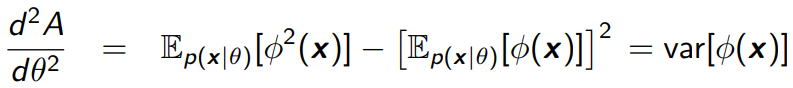 d²A/dθ² = 𝔼_{p(x|θ)}[ϕ²(x)] − [𝔼_{p(x|θ)}[ϕ(x)]]² = var[ϕ(x)]